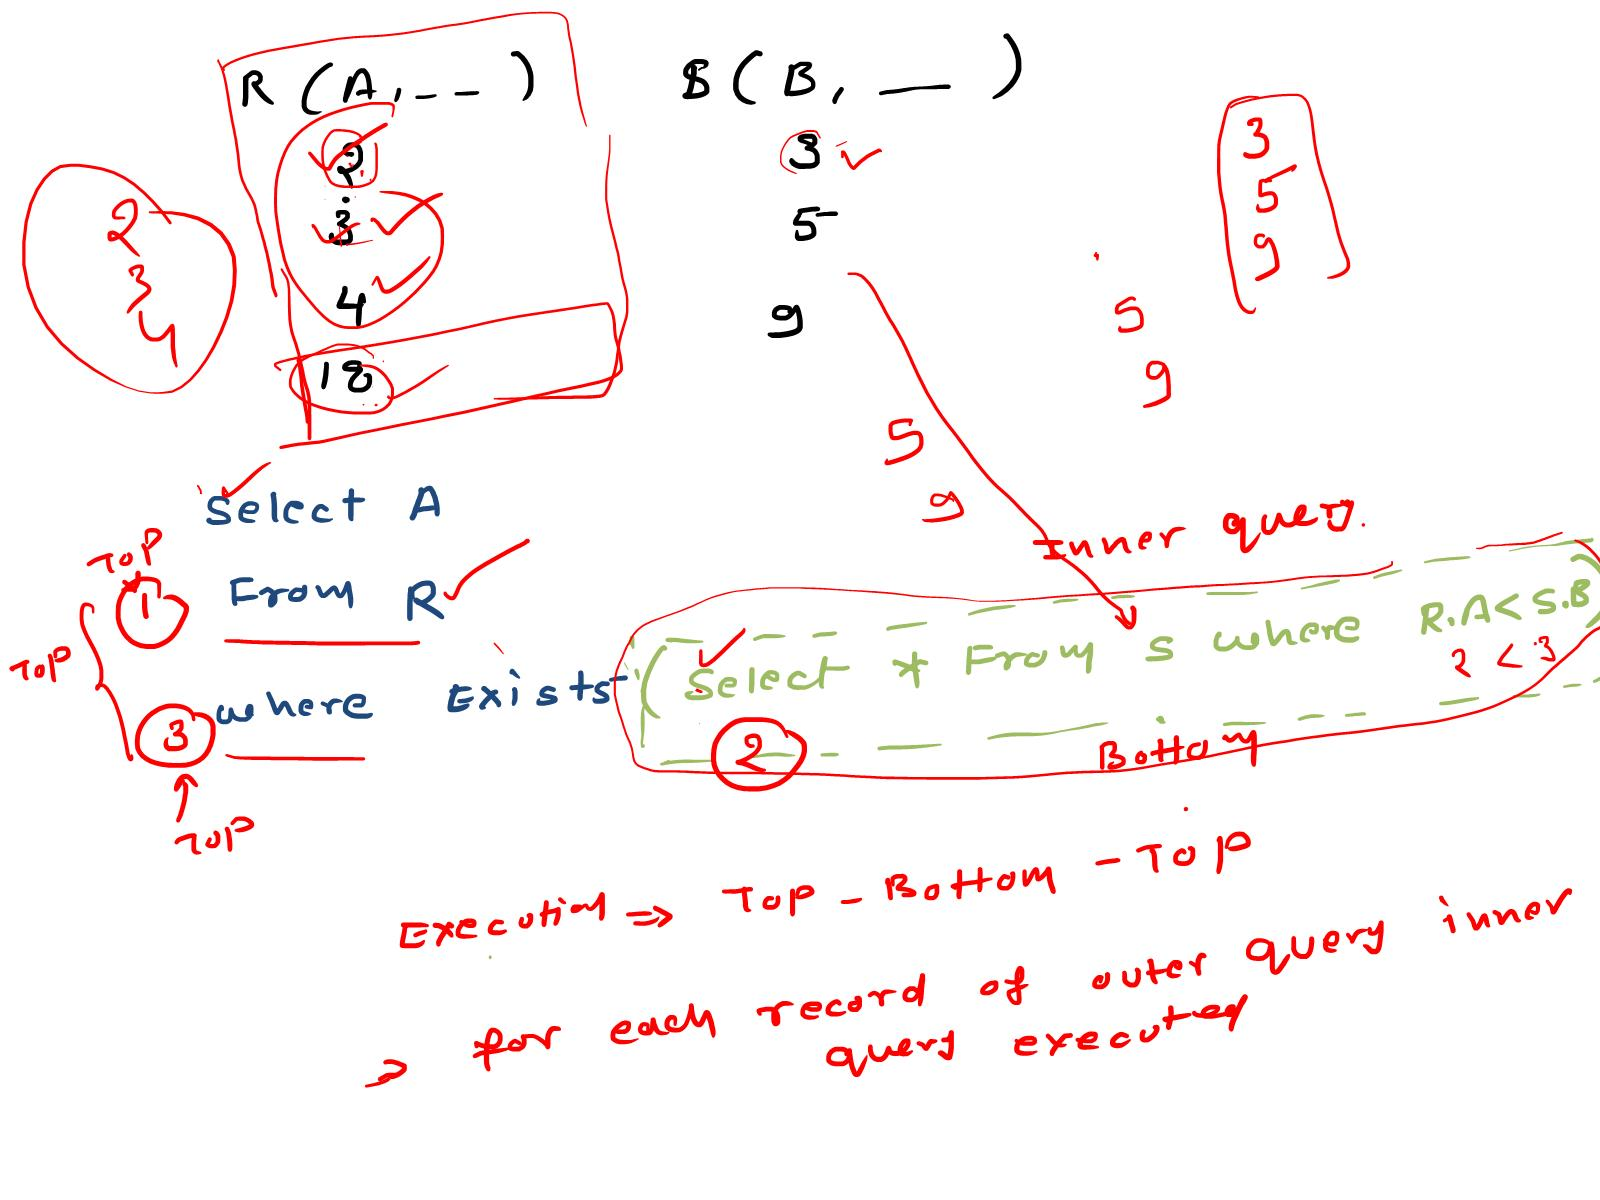 R (A, _ _ ) S ( B, __ )
2 3 3
3 5 5
4 9 9
18
2
3
4
5
9
5
9
Select A
From R
where Exists (Select * From S where R.A < S.B)
Inner query.
2 < 3
TOP
1
TOP
3
TOP
2
Bottom
Execution ⇒ Top - Bottom - Top
→ for each record of outer query inner
query executed